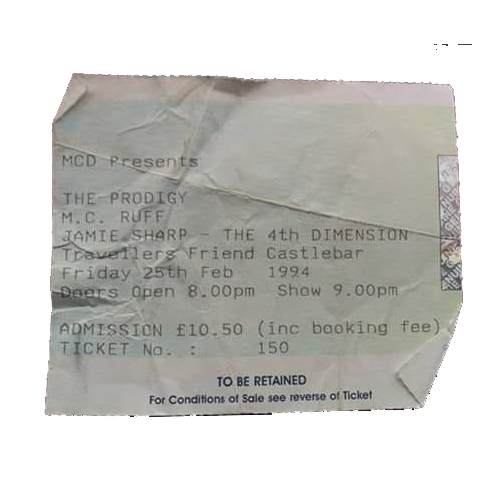 MCD Presents
THE PRODIGY
M.C. RUFF
JAMIE SHARP - THE 4th DIMENSION
Travellers Friend Castlebar
Friday 25th Feb 1994
Doors Open 8.00pm Show 9.00pm
ADMISSION £10.50 (inc booking fee)
TICKET No. : 150
TO BE RETAINED
For Conditions of Sale see reverse of Ticket